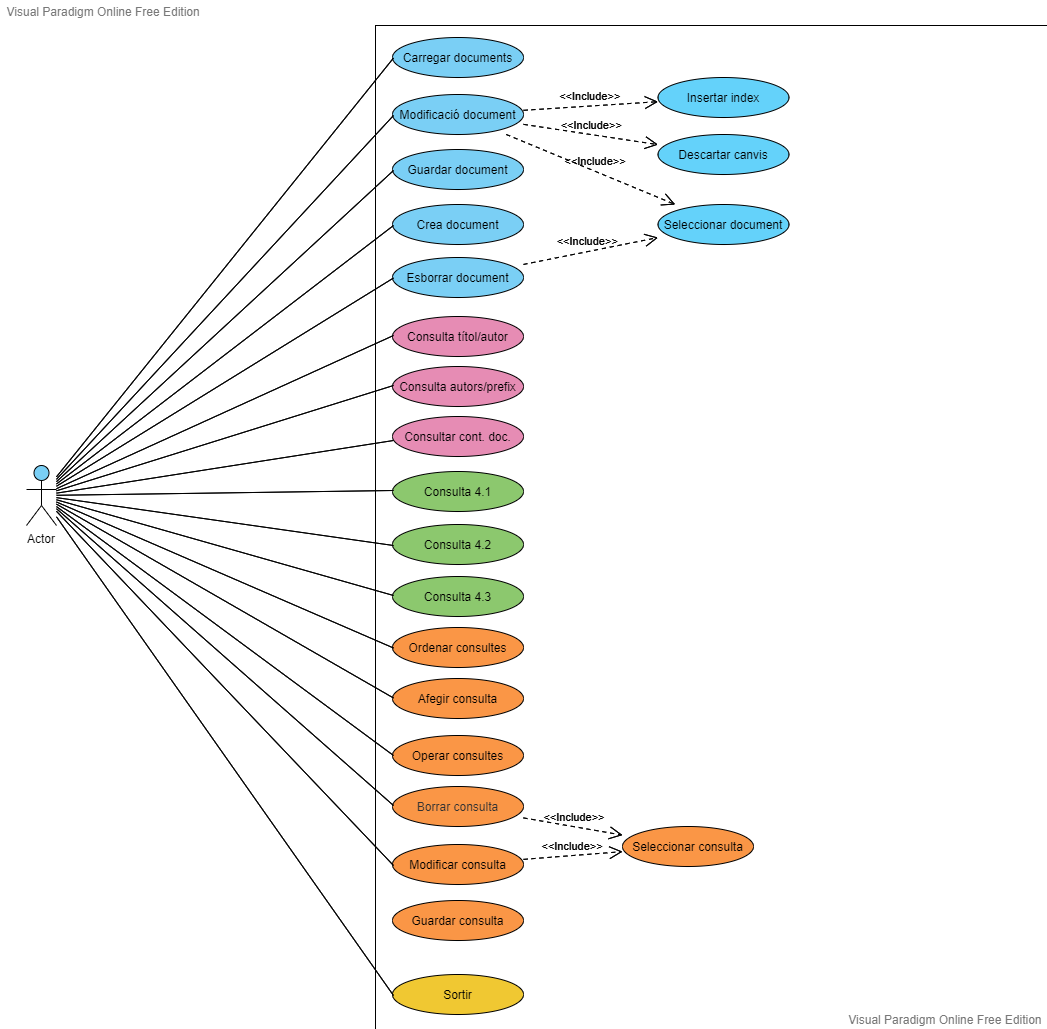 Visual Paradigm Online Free Edition
Carregar documents
Modificació document
<<Include>>
Insertar index
<<Include>>
Descartar canvis
<<Include>>
Guardar document
Crea document
Seleccionar document
<<Include>>
Esborrar document
Consulta títol/autor
Consulta autors/prefix
Consultar cont. doc.
Consulta 4.1
Actor
Consulta 4.2
Consulta 4.3
Ordenar consultes
Afegir consulta
Operar consultes
Borrar consulta
<<Include>>
<<Include>>
Seleccionar consulta
Modificar consulta
Guardar consulta
Sortir
Visual Paradigm Online Free Edition